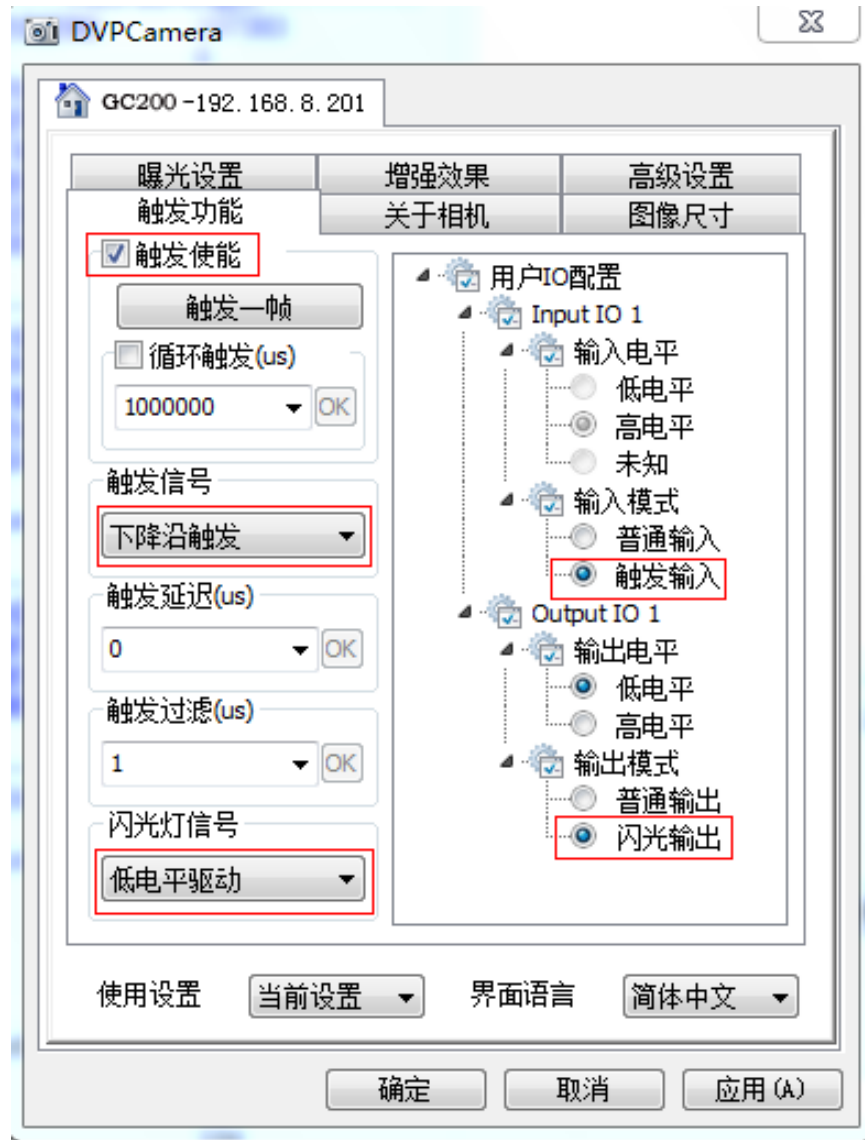 DVPCamera
GC200 -192. 168. 8. 201
曝光设置
增强效果
高级设置
触发功能
关于相机
图像尺寸
触发使能
触发一帧
循环触发(us)
1000000
OK
触发信号
下降沿触发
触发延迟(us)
0
OK
触发过滤(us)
1
OK
闪光灯信号
低电平驱动
用户IO配置
Input IO 1
输入电平
低电平
高电平
未知
输入模式
普通输入
触发输入
Output IO 1
输出电平
低电平
高电平
输出模式
普通输出
闪光输出
使用设置
当前设置
界面语言
简体中文
确定
取消
应用(A)